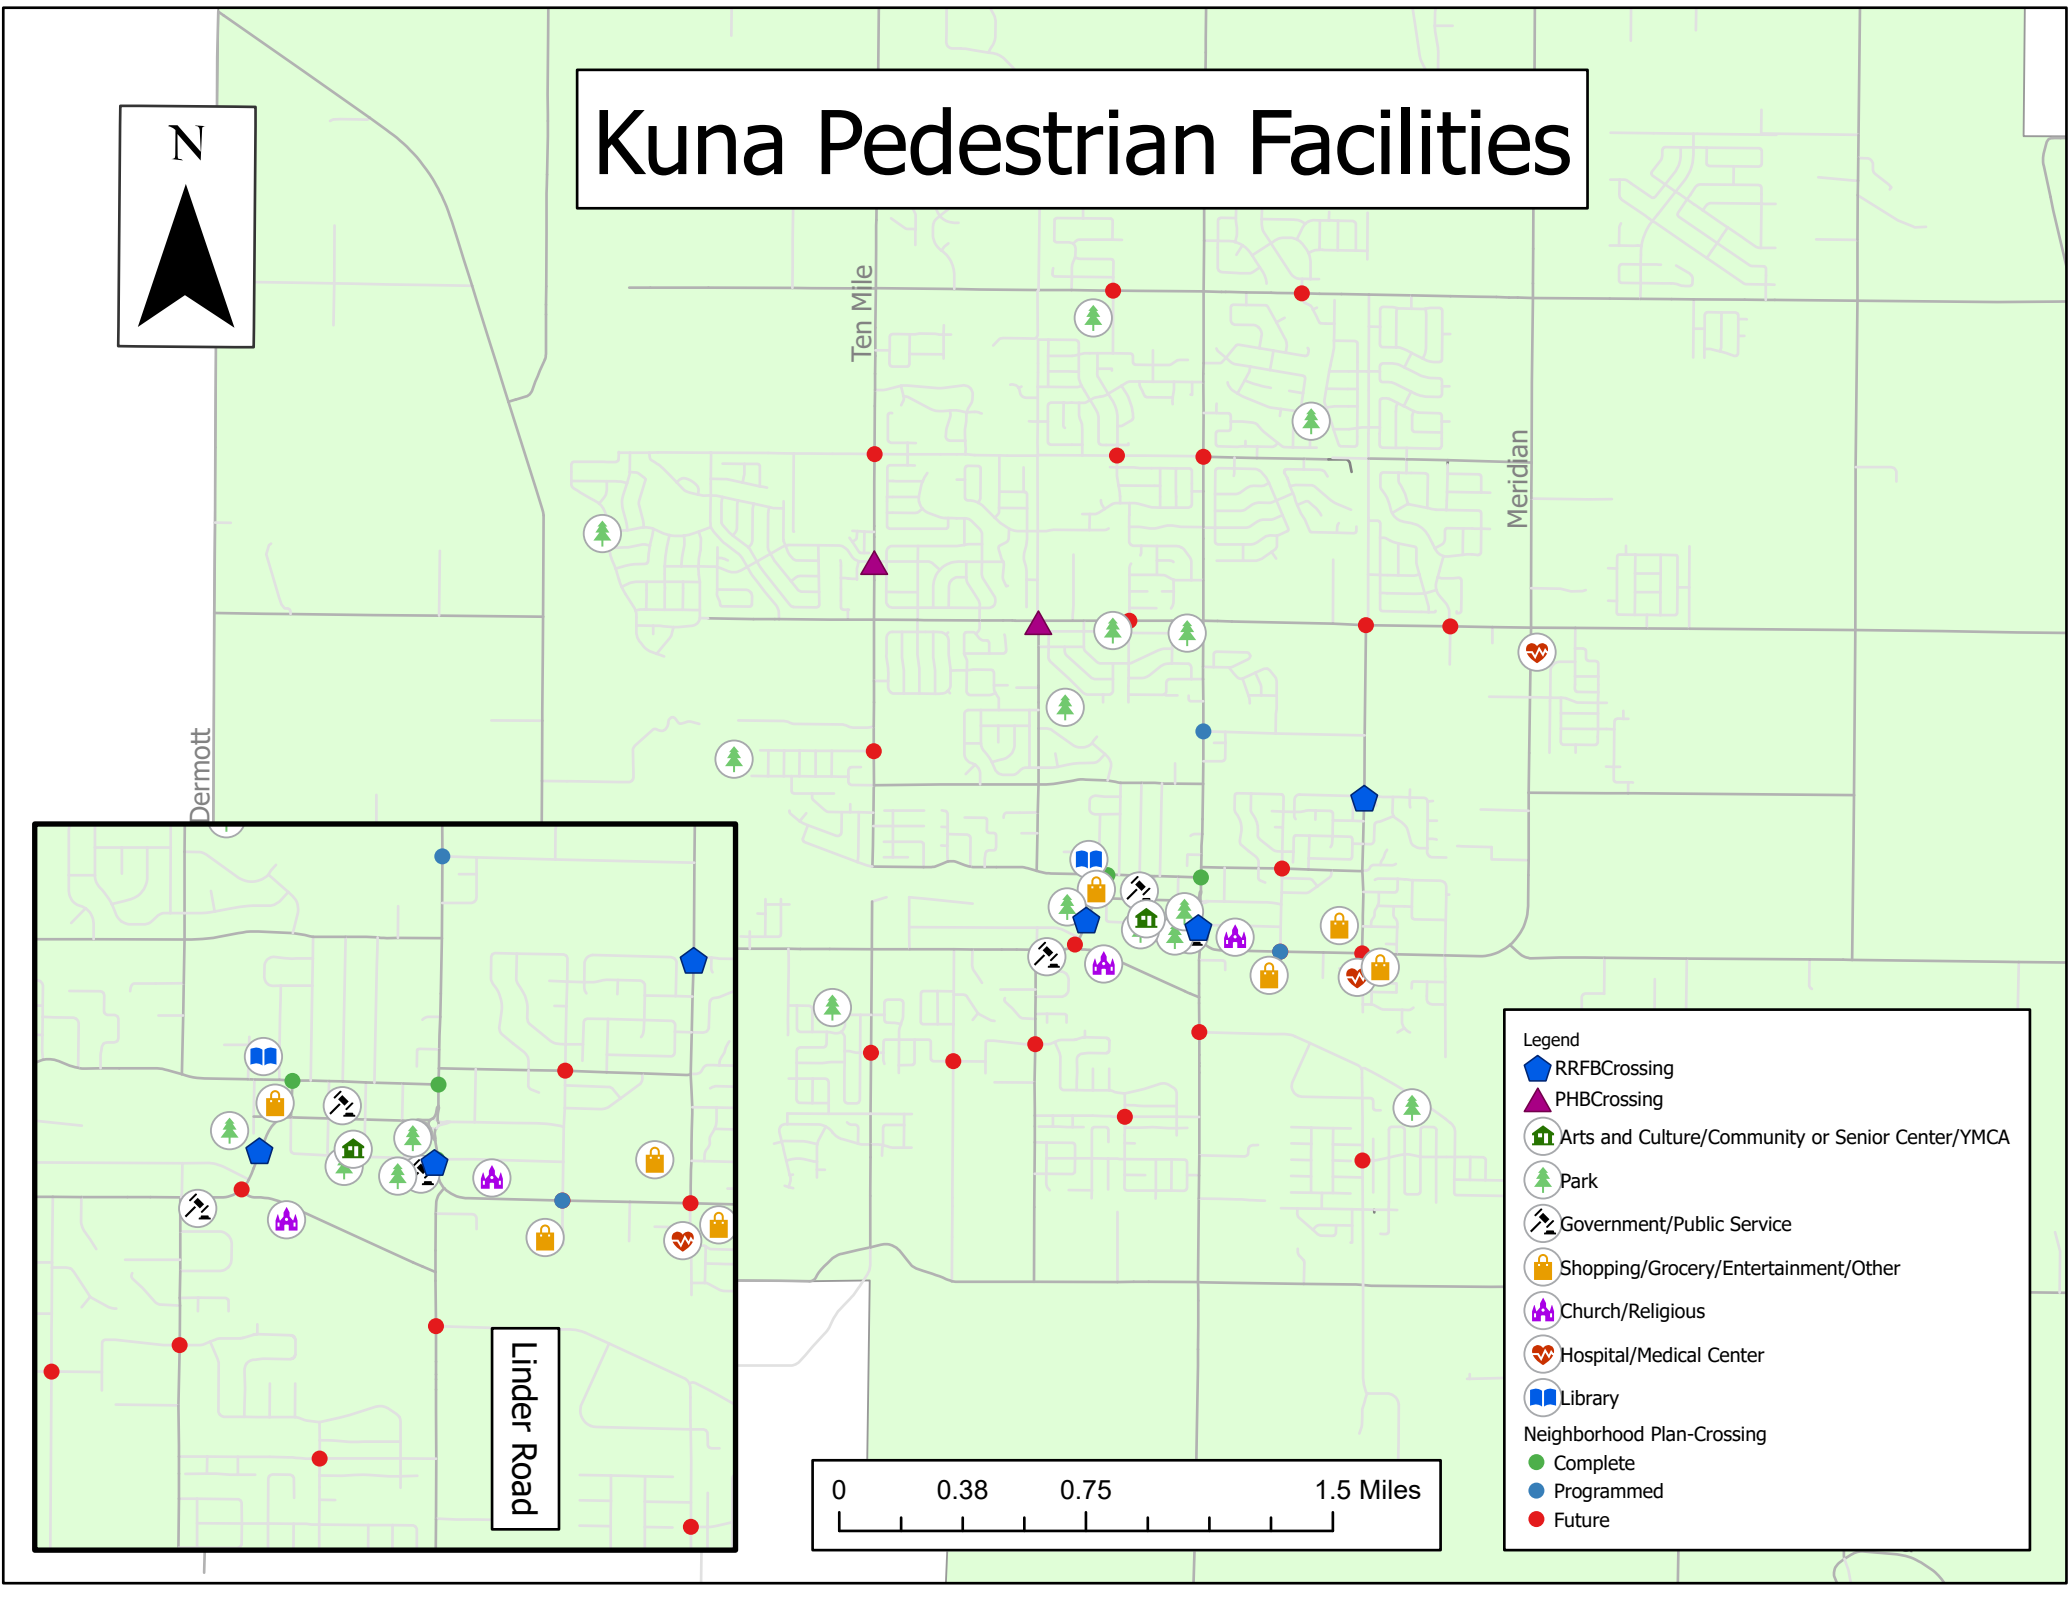 Kuna Pedestrian Facilities
N
Ten Mile
Meridian
Dermott
Linder Road
Legend
RRFBCrossing
PHBCrossing
Arts and Culture/Community or Senior Center/YMCA
Park
Government/Public Service
Shopping/Grocery/Entertainment/Other
Church/Religious
Hospital/Medical Center
Library
Neighborhood Plan-Crossing
Complete
Programmed
Future
0 0.38 0.75 1.5 Miles